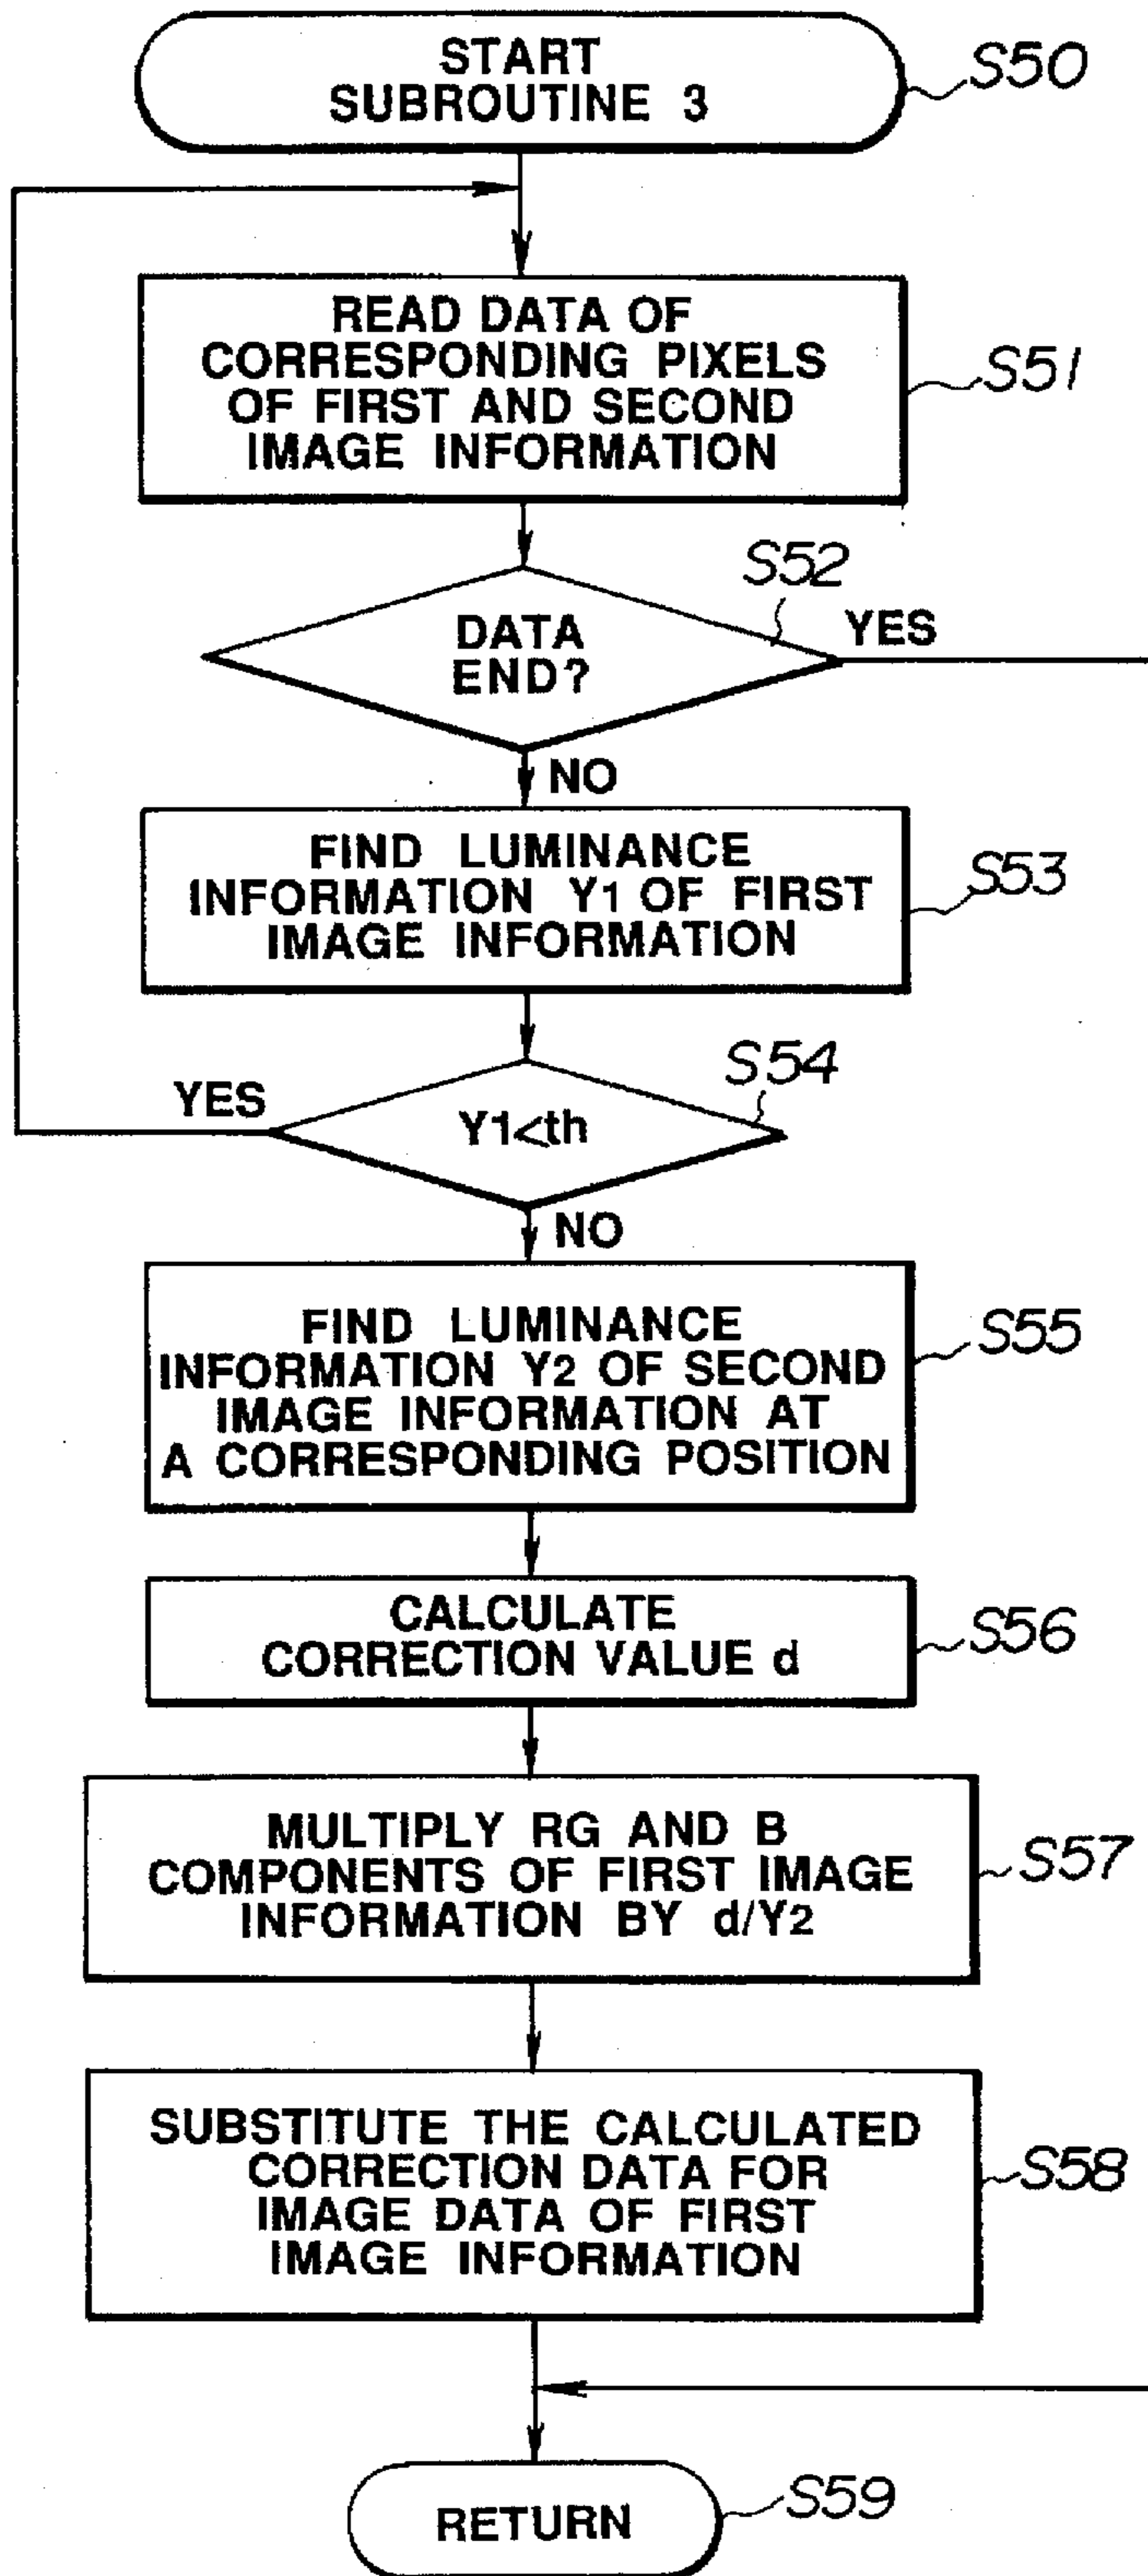 START
SUBROUTINE 3
S50
READ DATA OF
CORRESPONDING PIXELS
OF FIRST AND SECOND
IMAGE INFORMATION
S51
S52
DATA
END?
YES
NO
FIND LUMINANCE
INFORMATION Y1 OF FIRST
IMAGE INFORMATION
S53
S54
YES
Y1<th
NO
FIND LUMINANCE
INFORMATION Y2 OF SECOND
IMAGE INFORMATION AT
A CORRESPONDING POSITION
S55
CALCULATE
CORRECTION VALUE d
S56
MULTIPLY RG AND B
COMPONENTS OF FIRST IMAGE
INFORMATION BY d/Y2
S57
SUBSTITUTE THE CALCULATED
CORRECTION DATA FOR
IMAGE DATA OF FIRST
IMAGE INFORMATION
S58
RETURN
S59